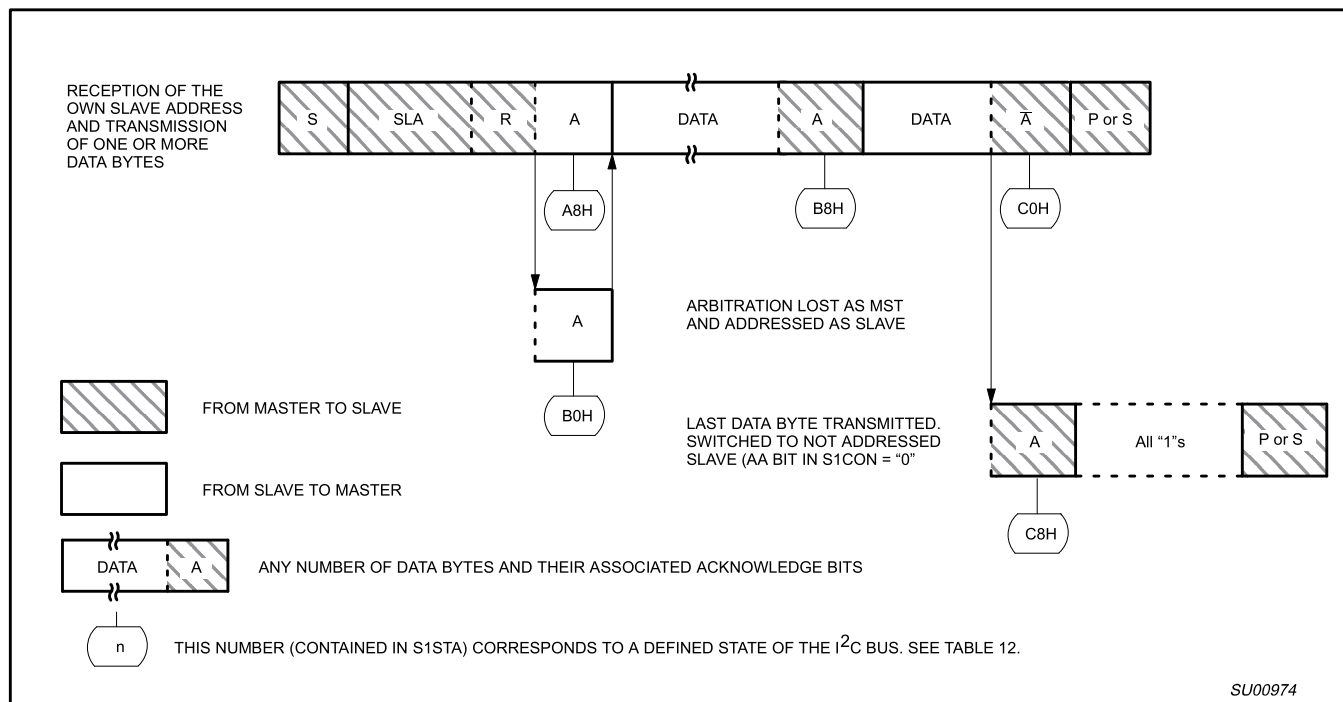 RECEPTION OF THE
OWN SLAVE ADDRESS
AND TRANSMISSION
OF ONE OR MORE
DATA BYTES
S SLA R A DATA A DATA A̅ P or S
A8H B8H C0H
A
B0H
ARBITRATION LOST AS MST
AND ADDRESSED AS SLAVE
LAST DATA BYTE TRANSMITTED.
SWITCHED TO NOT ADDRESSED
SLAVE (AA BIT IN S1CON = “0”
A All “1”s P or S
C8H
FROM MASTER TO SLAVE
FROM SLAVE TO MASTER
DATA A ANY NUMBER OF DATA BYTES AND THEIR ASSOCIATED ACKNOWLEDGE BITS
n THIS NUMBER (CONTAINED IN S1STA) CORRESPONDS TO A DEFINED STATE OF THE I²C BUS. SEE TABLE 12.
SU00974